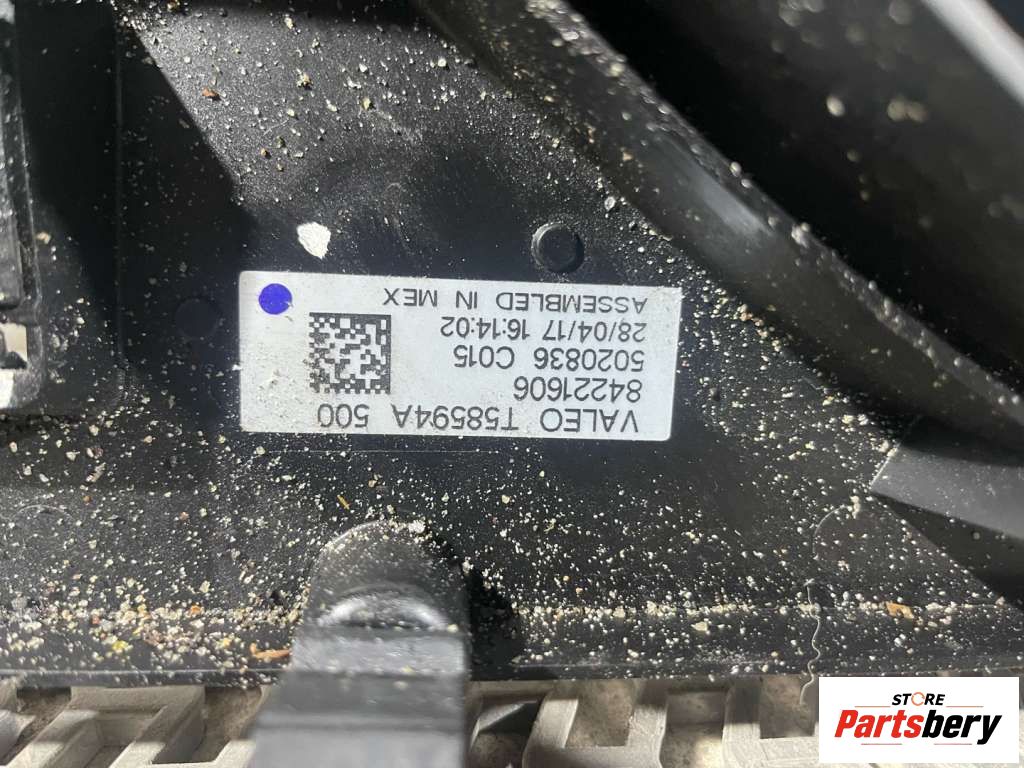 VALEO T58594A 500
84221606
5020836 C015
28/04/17 16:14:02
ASSEMBLED IN MEX
STORE
Partsbery